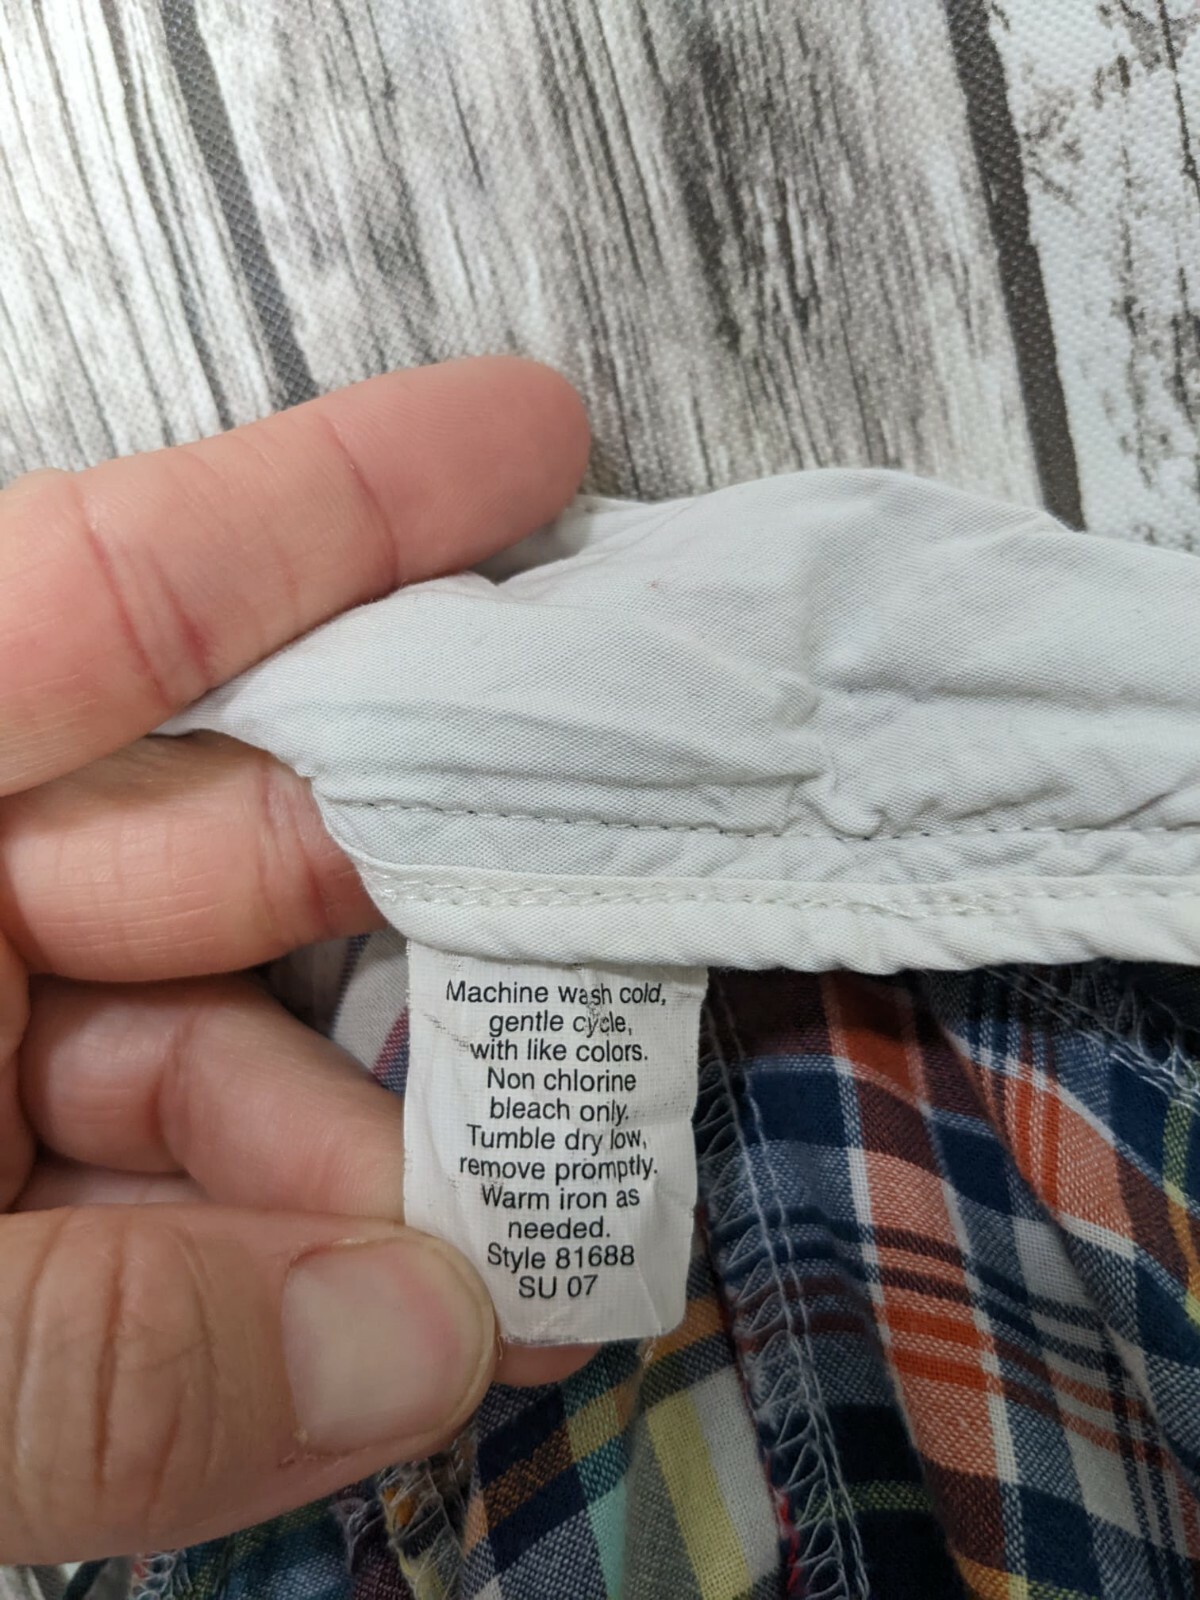 Machine wash cold,
gentle cycle,
with like colors.
Non chlorine
bleach only.
Tumble dry low,
remove promptly.
Warm iron as
needed.
Style 81688
SU 07